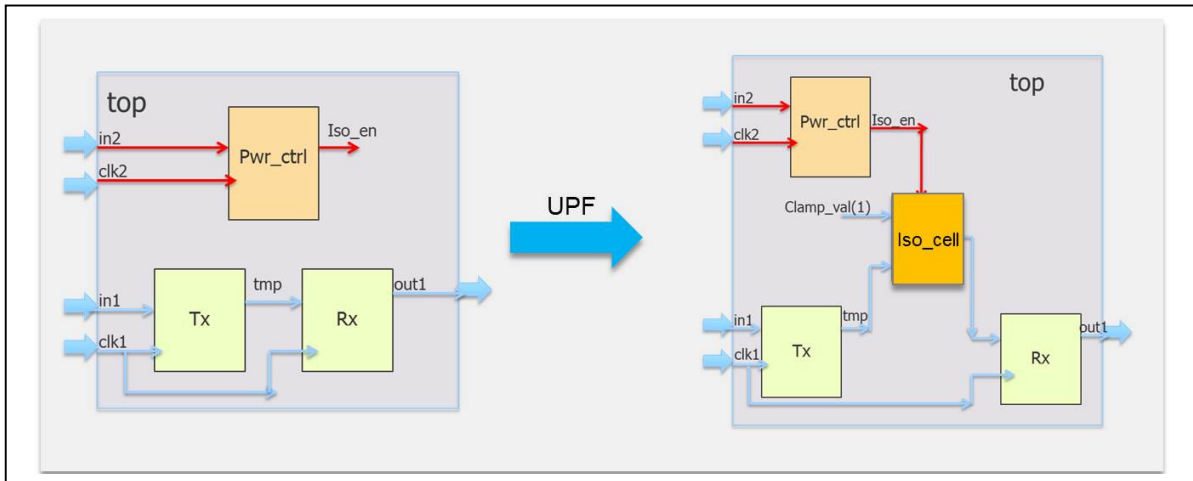 top
in2
clk2
Pwr_ctrl
Iso_en
in1
clk1
Tx
tmp
Rx
out1
UPF
top
in2
clk2
Pwr_ctrl
Iso_en
Clamp_val(1)
Iso_cell
in1
clk1
Tx
tmp
Rx
out1